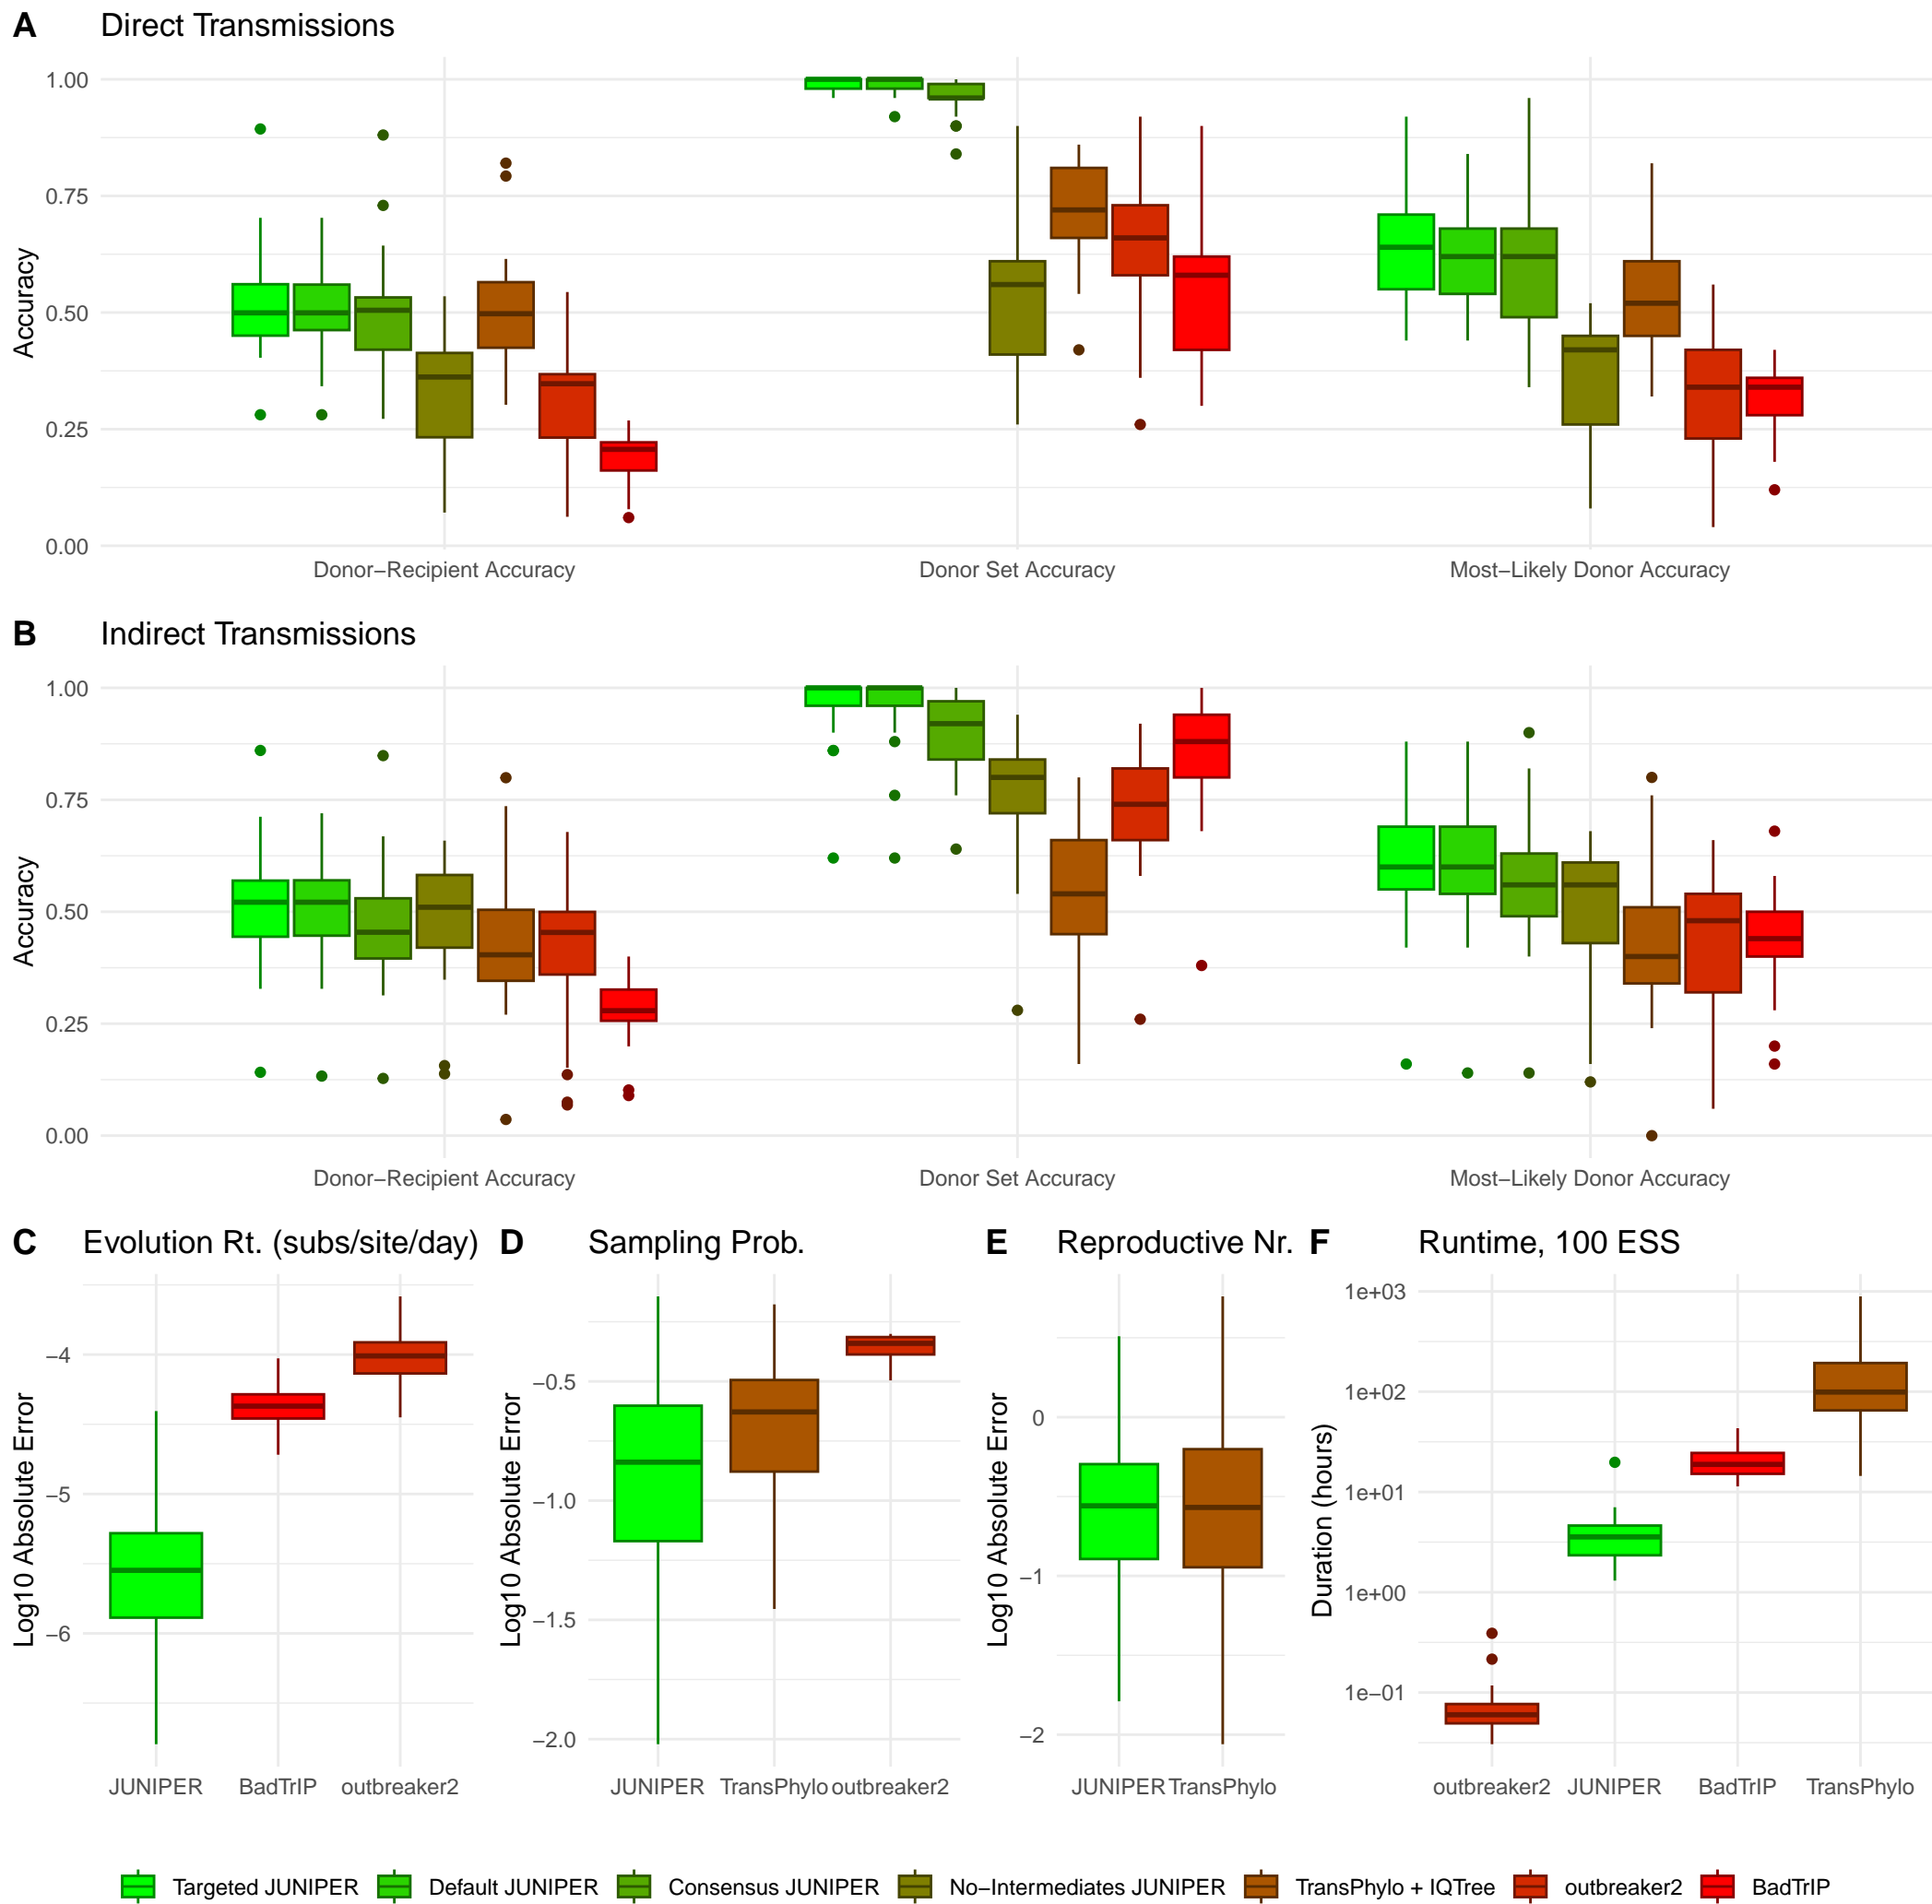 A Direct Transmissions
1.00
0.75
0.50
0.25
0.00
Accuracy
Donor−Recipient Accuracy Donor Set Accuracy Most−Likely Donor Accuracy
B Indirect Transmissions
1.00
0.75
0.50
0.25
0.00
Accuracy
Donor−Recipient Accuracy Donor Set Accuracy Most−Likely Donor Accuracy
C Evolution Rt. (subs/site/day)
−4
−5
−6
Log10 Absolute Error
JUNIPER BadTrIP outbreaker2
D Sampling Prob.
−0.5
−1.0
−1.5
−2.0
Log10 Absolute Error
JUNIPER TransPhylo outbreaker2
E Reproductive Nr.
0
−1
−2
Log10 Absolute Error
JUNIPER TransPhylo
F Runtime, 100 ESS
1e+03
1e+02
1e+01
1e+00
1e−01
Duration (hours)
outbreaker2 JUNIPER BadTrIP TransPhylo
Targeted JUNIPER Default JUNIPER Consensus JUNIPER No−Intermediates JUNIPER TransPhylo + IQTree outbreaker2 BadTrIP